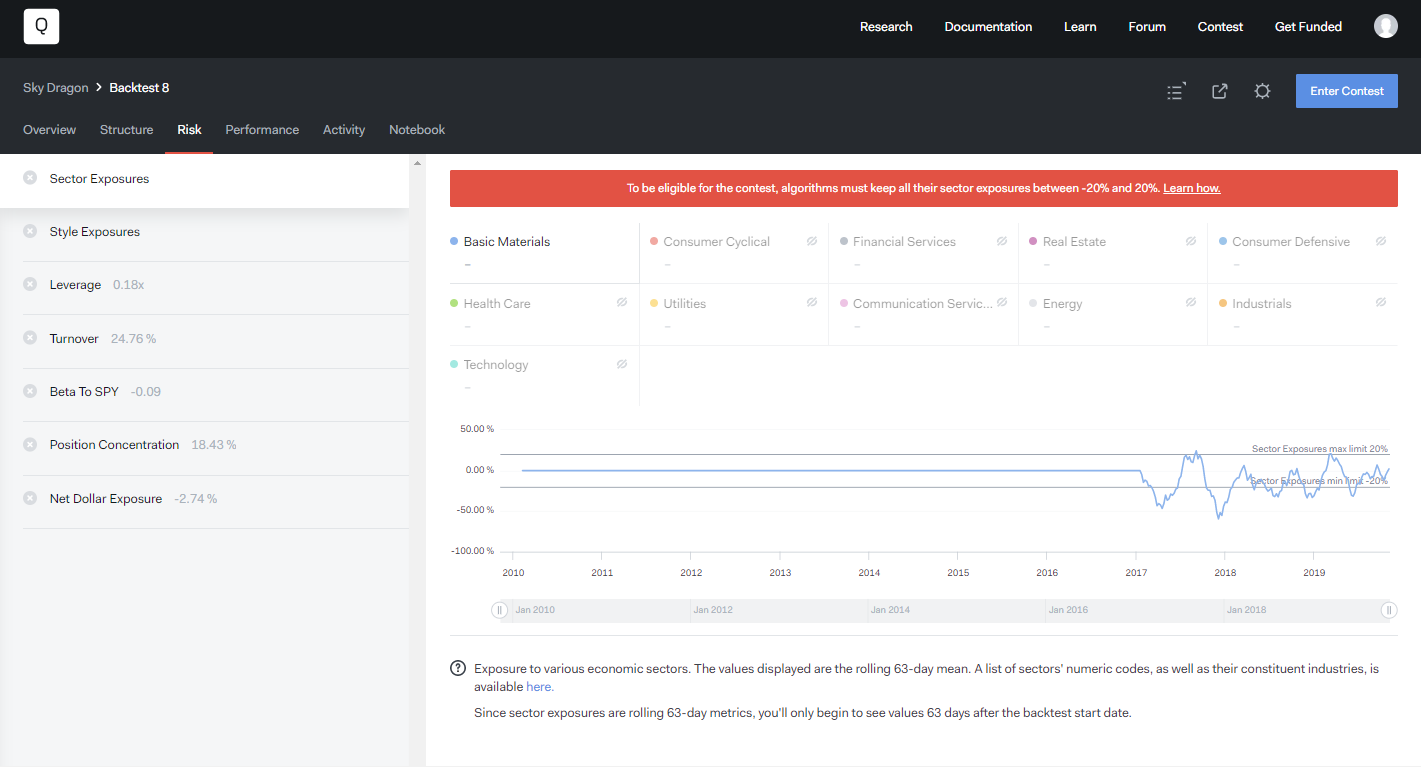 Q
Research Documentation Learn Forum Contest Get Funded
Sky Dragon > Backtest 8
Enter Contest
Overview Structure Risk Performance Activity Notebook
Sector Exposures
Style Exposures
Leverage 0.18x
Turnover 24.76 %
Beta To SPY -0.09
Position Concentration 18.43 %
Net Dollar Exposure -2.74 %
To be eligible for the contest, algorithms must keep all their sector exposures between -20% and 20%. Learn how.
Basic Materials Consumer Cyclical Financial Services Real Estate Consumer Defensive
– – – – –
Health Care Utilities Communication Servic... Energy Industrials
– – – – –
Technology
–
50.00 %
Sector Exposures max limit 20%
0.00 %
Sector Exposures min limit -20%
-50.00 %
-100.00 %
2010 2011 2012 2013 2014 2015 2016 2017 2018 2019
Jan 2010 Jan 2012 Jan 2014 Jan 2016 Jan 2018
? Exposure to various economic sectors. The values displayed are the rolling 63-day mean. A list of sectors' numeric codes, as well as their constituent industries, is
available here.
Since sector exposures are rolling 63-day metrics, you'll only begin to see values 63 days after the backtest start date.